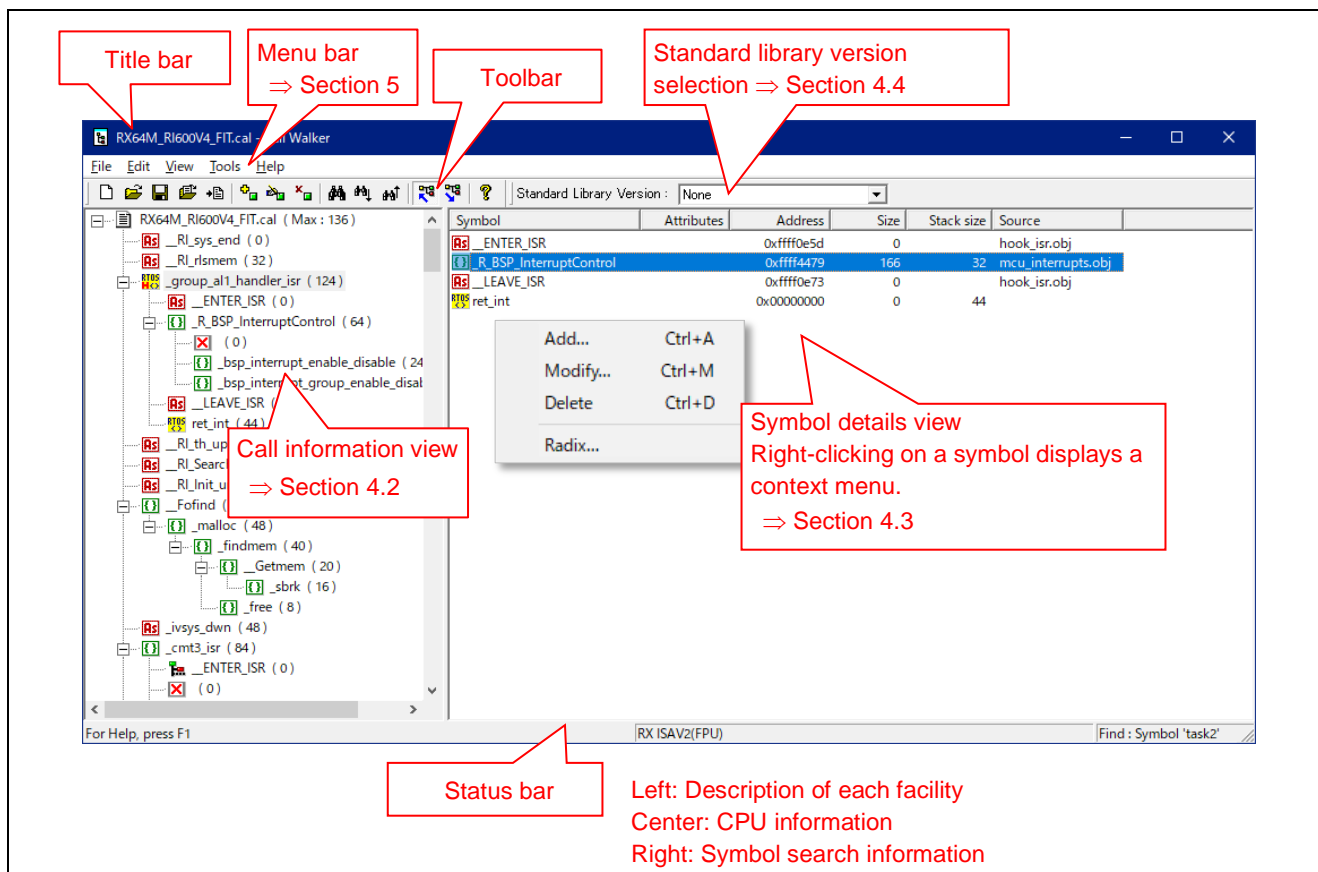 Title bar
Menu bar
⇒ Section 5
Toolbar
Standard library version
selection ⇒ Section 4.4
RX64M_RI600V4_FIT.cal - Walker
File Edit View Tools Help
Standard Library Version : None
RX64M_RI600V4_FIT.cal ( Max : 136 )
__RI_sys_end ( 0 )
__RI_rlsmem ( 32 )
_group_al1_handler_isr ( 124 )
__ENTER_ISR ( 0 )
_R_BSP_InterruptControl ( 64 )
( 0 )
_bsp_interrupt_enable_disable ( 24
_bsp_interrupt_group_enable_disal
__LEAVE_ISR (
ret_int ( 44 )
__RI_th_up
__RI_Search
__RI_Init_u
__Fofind (
_malloc ( 48 )
_findmem ( 40 )
__Getmem ( 20 )
_sbrk ( 16 )
_free ( 8 )
_ivsys_dwn ( 48 )
_cmt3_isr ( 84 )
__ENTER_ISR ( 0 )
( 0 )
Symbol Attributes Address Size Stack size Source
__ENTER_ISR 0xffff0e5d 0 hook_isr.obj
_R_BSP_InterruptControl 0xffff4479 166 32 mcu_interrupts.obj
__LEAVE_ISR 0xffff0e73 0 hook_isr.obj
ret_int 0x00000000 0 44
Add... Ctrl+A
Modify... Ctrl+M
Delete Ctrl+D
Radix...
Call information view
⇒ Section 4.2
Symbol details view
Right-clicking on a symbol displays a
context menu.
⇒ Section 4.3
For Help, press F1 RX ISAV2(FPU) Find : Symbol 'task2'
Status bar
Left: Description of each facility
Center: CPU information
Right: Symbol search information